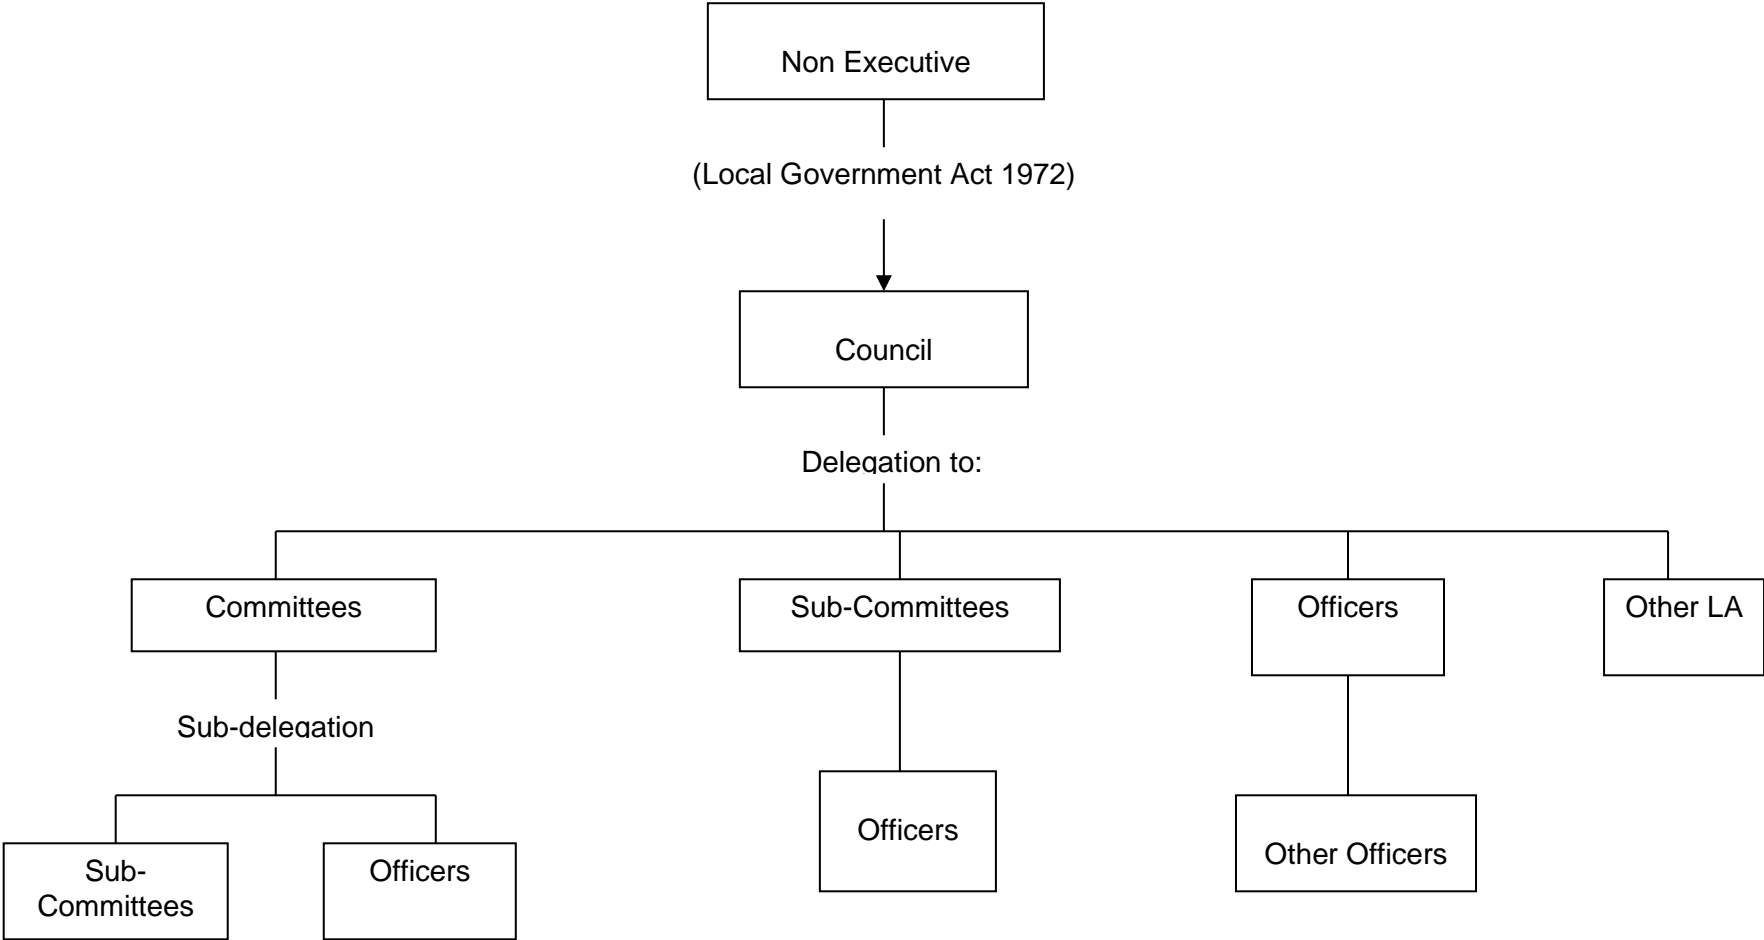 Non Executive
(Local Government Act 1972)
Council
Delegation to:
Committees
Sub-Committees
Officers
Other LA
Sub-delegation
Officers
Other Officers
Sub-
Committees
Officers